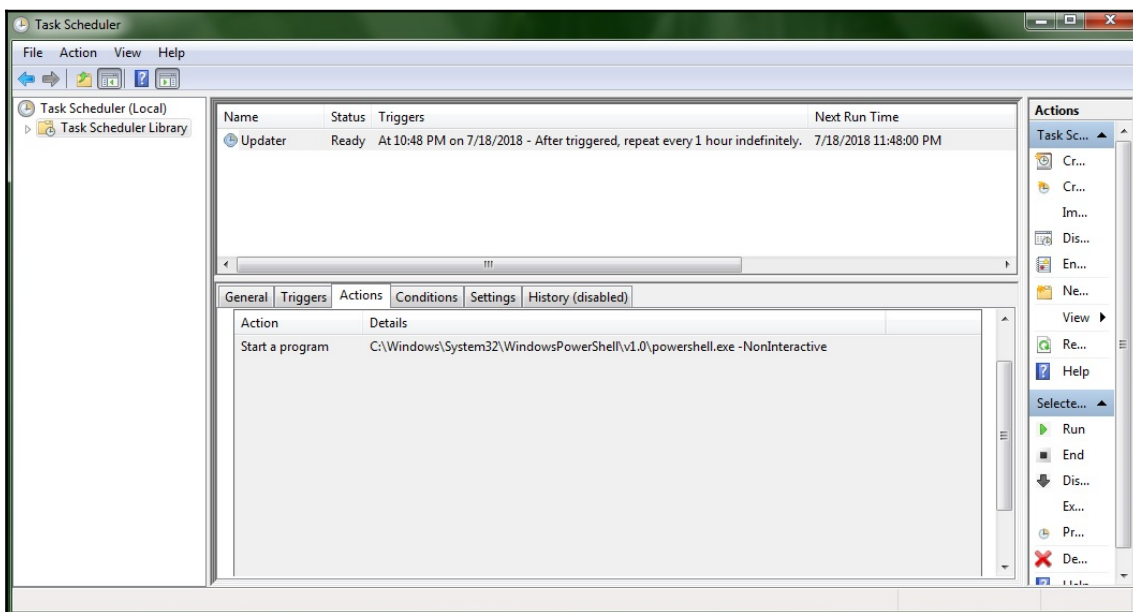 Task Scheduler
File Action View Help
Task Scheduler (Local)
Task Scheduler Library
Name Status Triggers Next Run Time
Updater Ready At 10:48 PM on 7/18/2018 - After triggered, repeat every 1 hour indefinitely. 7/18/2018 11:48:00 PM
General Triggers Actions Conditions Settings History (disabled)
Action Details
Start a program C:\Windows\System32\WindowsPowerShell\v1.0\powershell.exe -NonInteractive
Actions
Task Sc...
Cr...
Cr...
Im...
Dis...
En...
Ne...
View
Re...
Help
Selecte...
Run
End
Dis...
Ex...
Pr...
De...